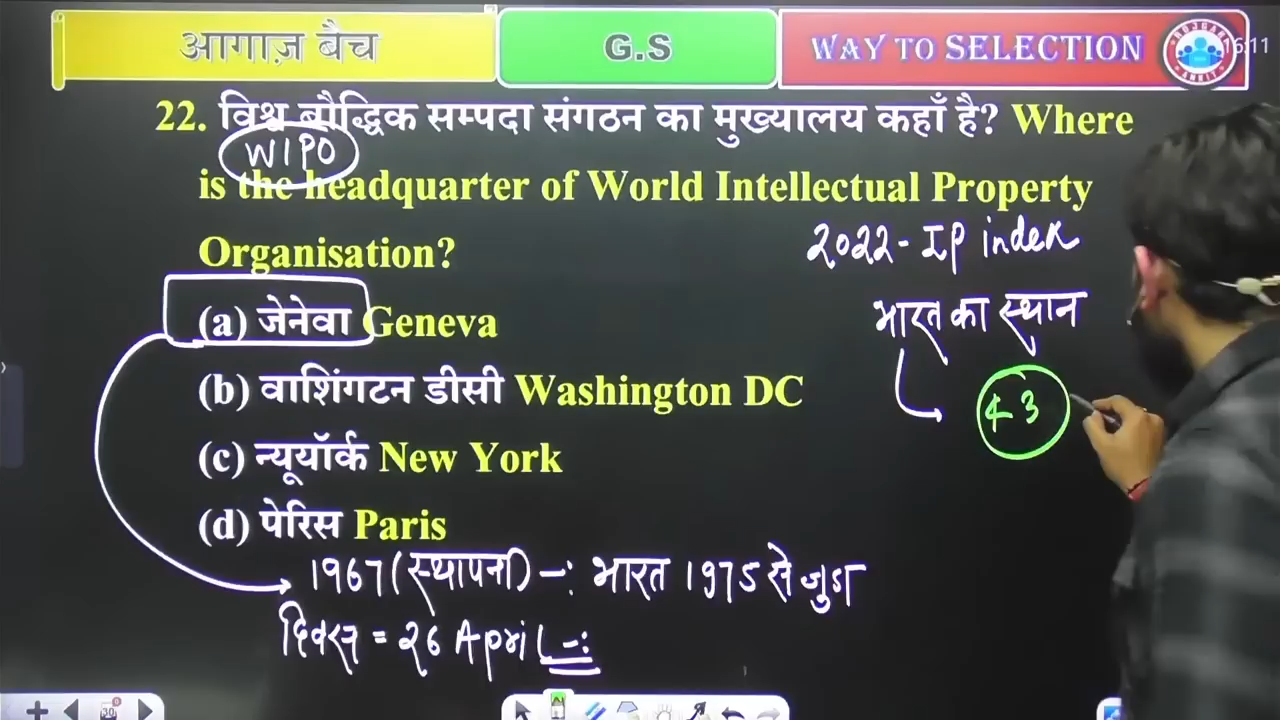 आगाज़ बैच
G.S
WAY TO SELECTION
16:11
22. विश्व बौद्धिक सम्पदा संगठन का मुख्यालय कहाँ है? Where
WIPO
is the headquarter of World Intellectual Property
Organisation?
2022 - IP index
(a) जेनेवा Geneva
भारत का स्थान
(b) वाशिंगटन डीसी Washington DC
43
(c) न्यूयॉर्क New York
(d) पेरिस Paris
1967 (स्थापना) -: भारत 1975 से जुडा
दिवस = 26 April -: